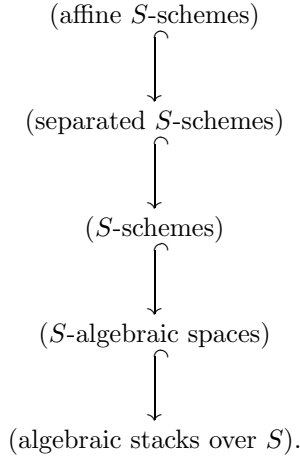 (affine S-schemes)
(separated S-schemes)
(S-schemes)
(S-algebraic spaces)
(algebraic stacks over S).